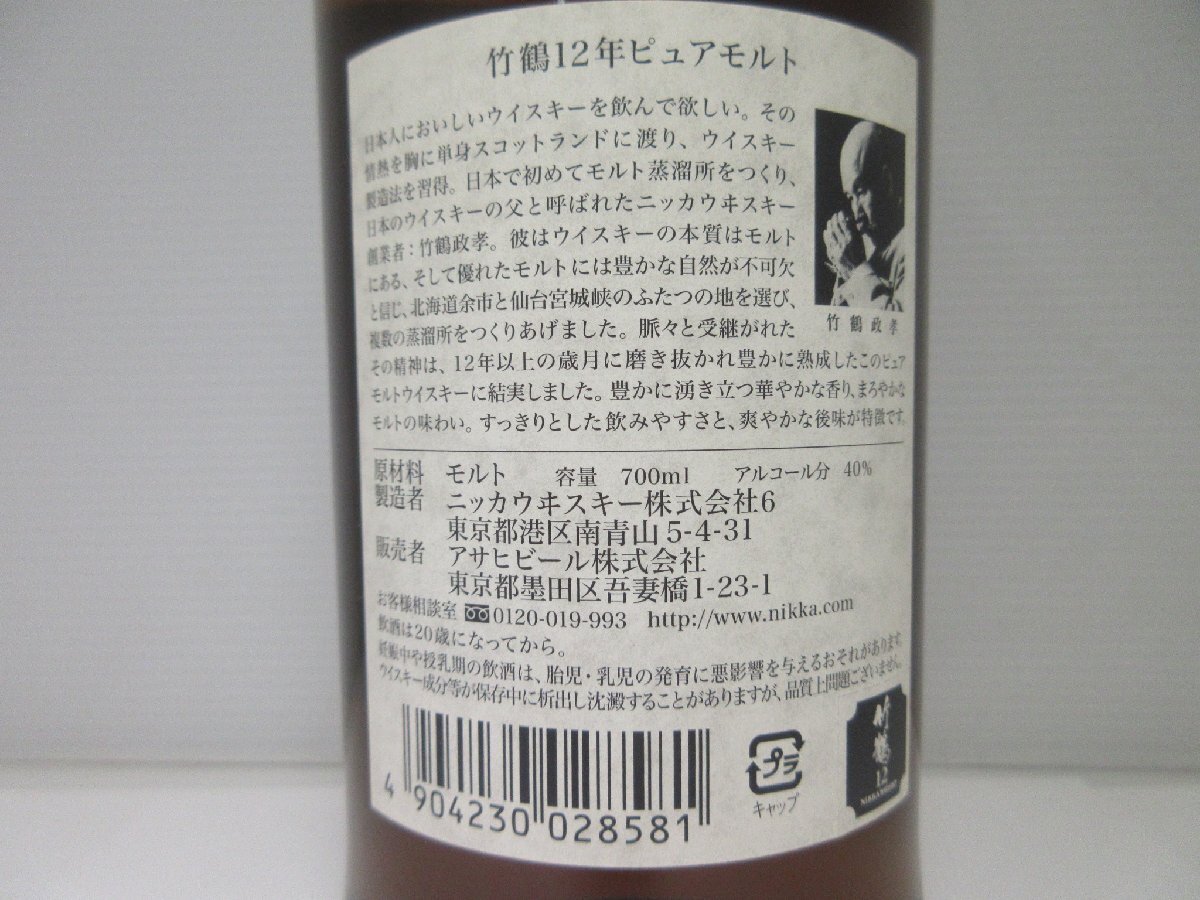 竹鶴12年ピュアモルト
日本人においしいウイスキーを飲んで欲しい。その
情熱を胸に単身スコットランドに渡り、ウイスキー
製造法を習得。日本で初めてモルト蒸溜所をつくり、
日本のウイスキーの父と呼ばれたニッカウヰスキー
創業者:竹鶴政孝。彼はウイスキーの本質はモルト
にある、そして優れたモルトには豊かな自然が不可欠
と信じ、北海道余市と仙台宮城峡のふたつの地を選び、
複数の蒸溜所をつくりあげました。脈々と受継がれた
その精神は、12年以上の歳月に磨き抜かれ豊かに熟成したこのピュア
モルトウイスキーに結実しました。豊かに湧き立つ華やかな香り、まろやかな
モルトの味わい。すっきりとした飲みやすさと、爽やかな後味が特徴です。
竹鶴政孝
原材料 モルト 容量 700ml アルコール分 40%
製造者 ニッカウヰスキー株式会社6
東京都港区南青山5-4-31
販売者 アサヒビール株式会社
東京都墨田区吾妻橋1-23-1
お客様相談室 0120-019-993 http://www.nikka.com
飲酒は20歳になってから。
妊娠中や授乳期の飲酒は、胎児・乳児の発育に悪影響を与えるおそれがあります。
ウイスキー成分等が保存中に析出し沈澱することがありますが、品質上問題ございません。
4 904230 028581
プラ
キャップ
竹鶴
12
NIKKA WHISKY